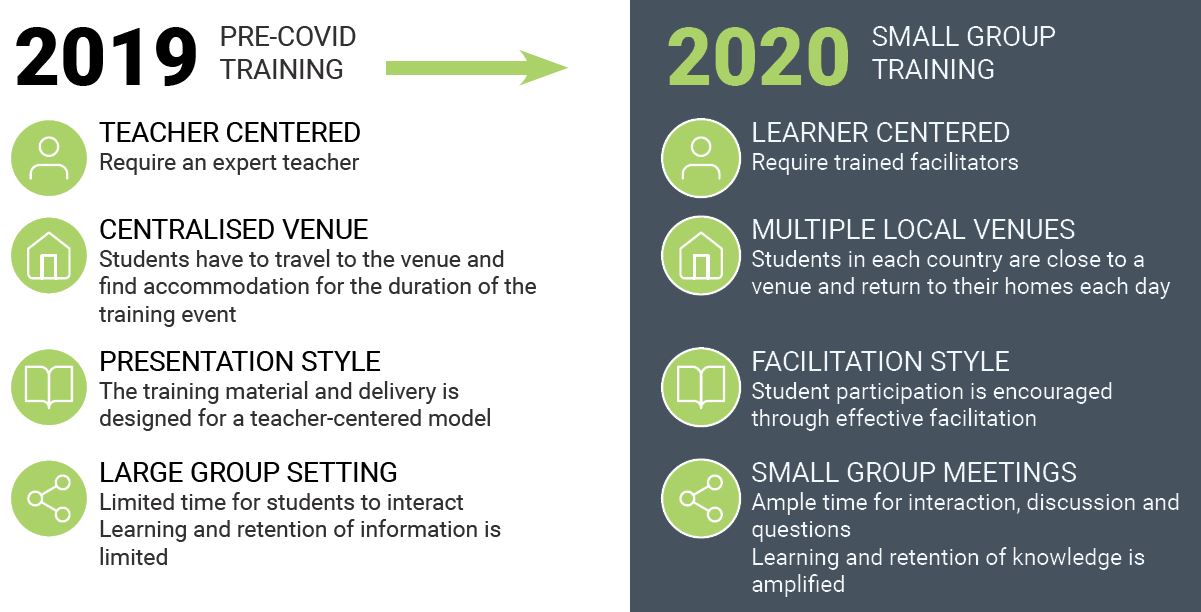 2019
PRE-COVID
TRAINING
TEACHER CENTERED
Require an expert teacher
CENTRALISED VENUE
Students have to travel to the venue and
find accommodation for the duration of the
training event
PRESENTATION STYLE
The training material and delivery is
designed for a teacher-centered model
LARGE GROUP SETTING
Limited time for students to interact
Learning and retention of information is
limited
2020
SMALL GROUP
TRAINING
LEARNER CENTERED
Require trained facilitators
MULTIPLE LOCAL VENUES
Students in each country are close to a
venue and return to their homes each day
FACILITATION STYLE
Student participation is encouraged
through effective facilitation
SMALL GROUP MEETINGS
Ample time for interaction, discussion and
questions
Learning and retention of knowledge is
amplified